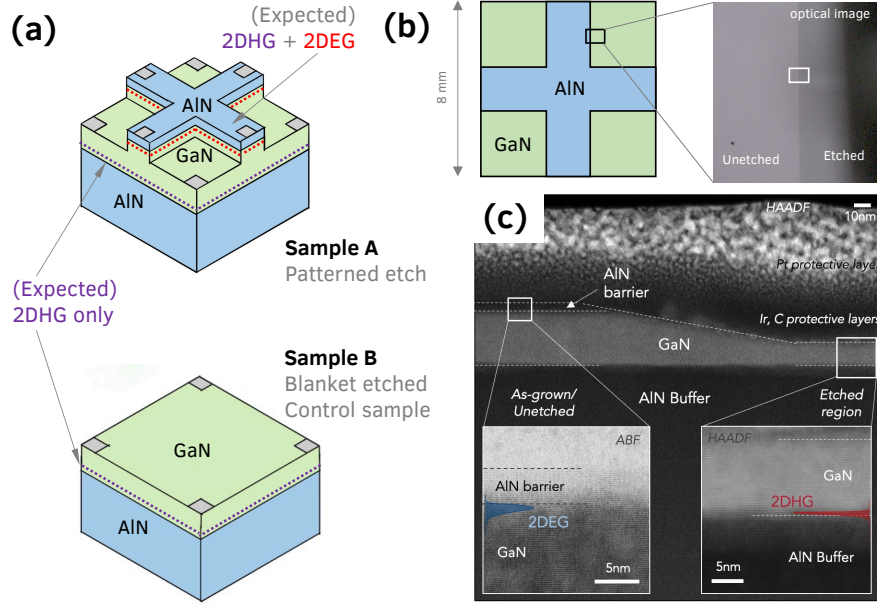 (a)
(Expected)
2DHG + 2DEG
AlN
GaN
AlN
Sample A
Patterned etch
(Expected)
2DHG only
Sample B
Blanket etched
Control sample
GaN
AlN
(b)
8 mm
AlN
GaN
optical image
Unetched
Etched
(c)
HAADF
10nm
Pt protective layer
AlN
barrier
Ir, C protective layers
GaN
As-grown/
Unetched
AlN Buffer
Etched
region
ABF
AlN barrier
2DEG
GaN
5nm
HAADF
GaN
2DHG
AlN Buffer
5nm